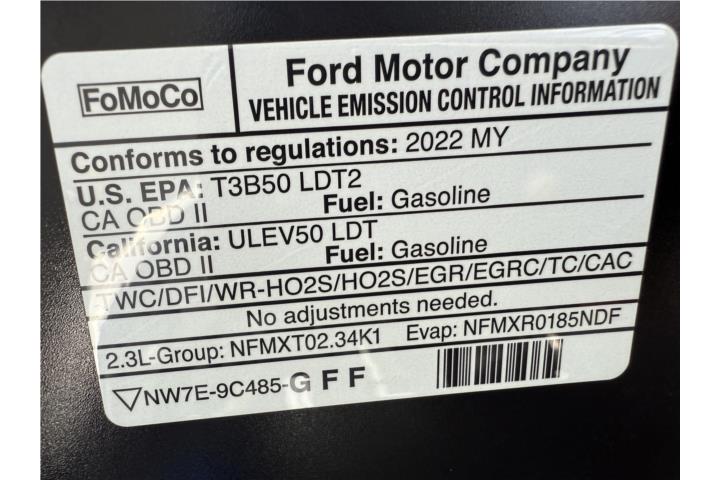 FoMoCo
Ford Motor Company
VEHICLE EMISSION CONTROL INFORMATION
Conforms to regulations: 2022 MY
U.S. EPA: T3B50 LDT2
CA OBD II Fuel: Gasoline
California: ULEV50 LDT
CA OBD II Fuel: Gasoline
TWC/DFI/WR-HO2S/HO2S/EGR/EGRC/TC/CAC
No adjustments needed.
2.3L-Group: NFMXT02.34K1 Evap: NFMXR0185NDF
NW7E-9C485-GFF